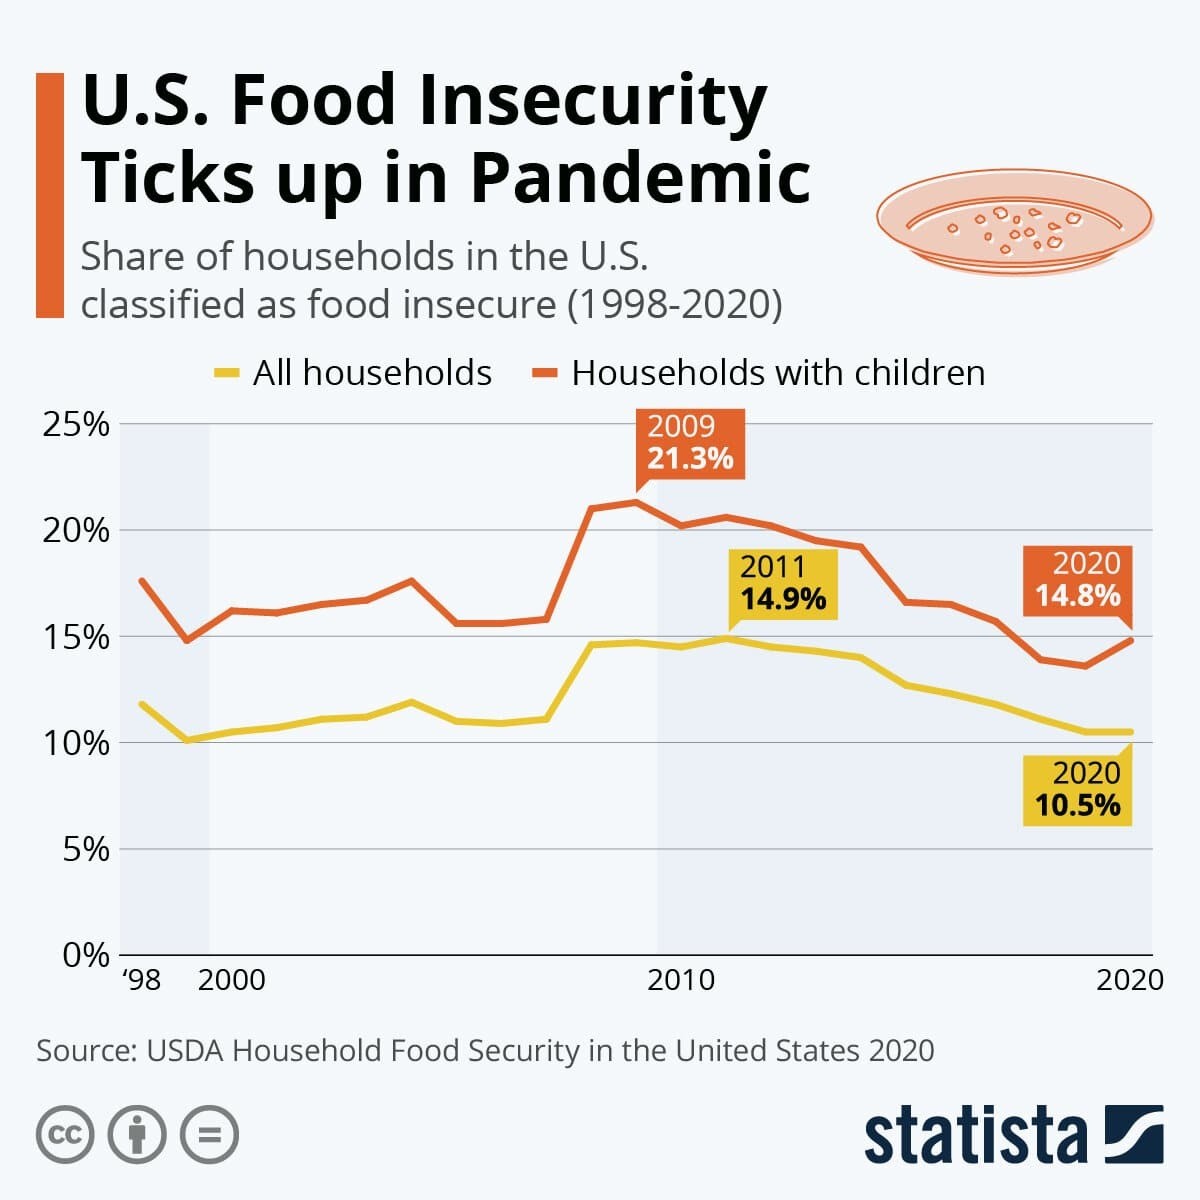 U.S. Food Insecurity
Ticks up in Pandemic
Share of households in the U.S.
classified as food insecure (1998-2020)
All households
Households with children
25%
20%
15%
10%
5%
0%
2009
21.3%
2011
14.9%
2020
14.8%
2020
10.5%
‘98
2000
2010
2020
Source: USDA Household Food Security in the United States 2020
cc
=
statista